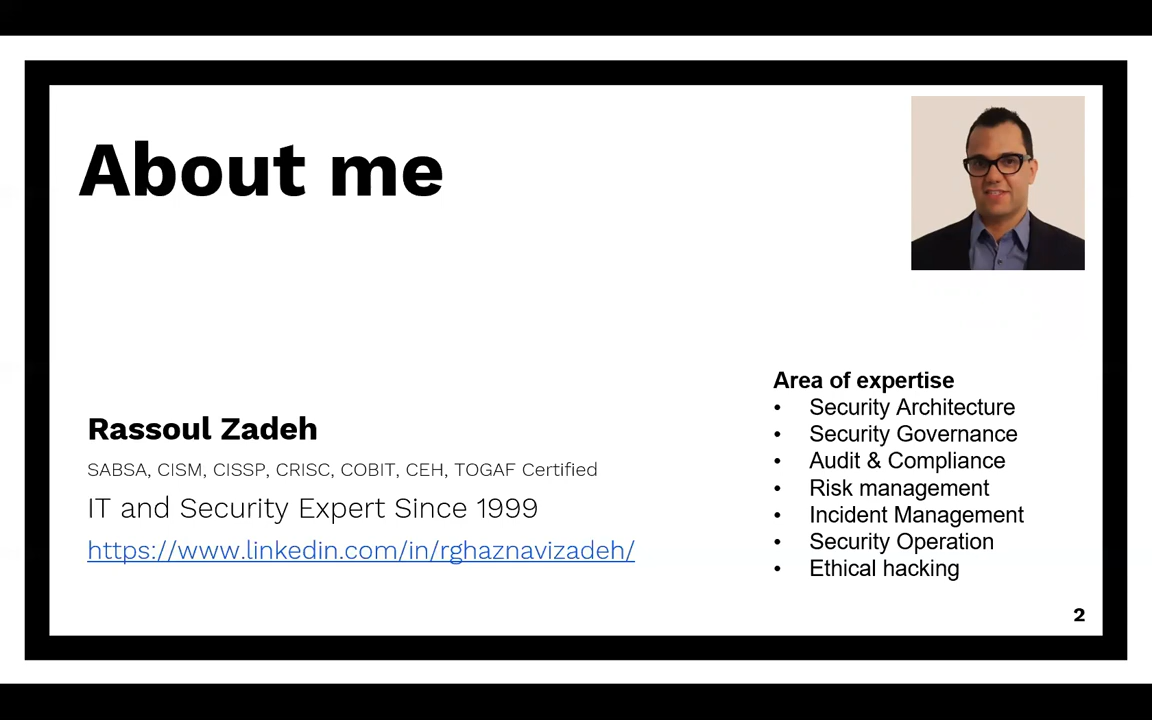 About me
Rassoul Zadeh
SABSA, CISM, CISSP, CRISC, COBIT, CEH, TOGAF Certified
IT and Security Expert Since 1999
https://www.linkedin.com/in/rghaznavizadeh/
Area of expertise
• Security Architecture
• Security Governance
• Audit & Compliance
• Risk management
• Incident Management
• Security Operation
• Ethical hacking
2